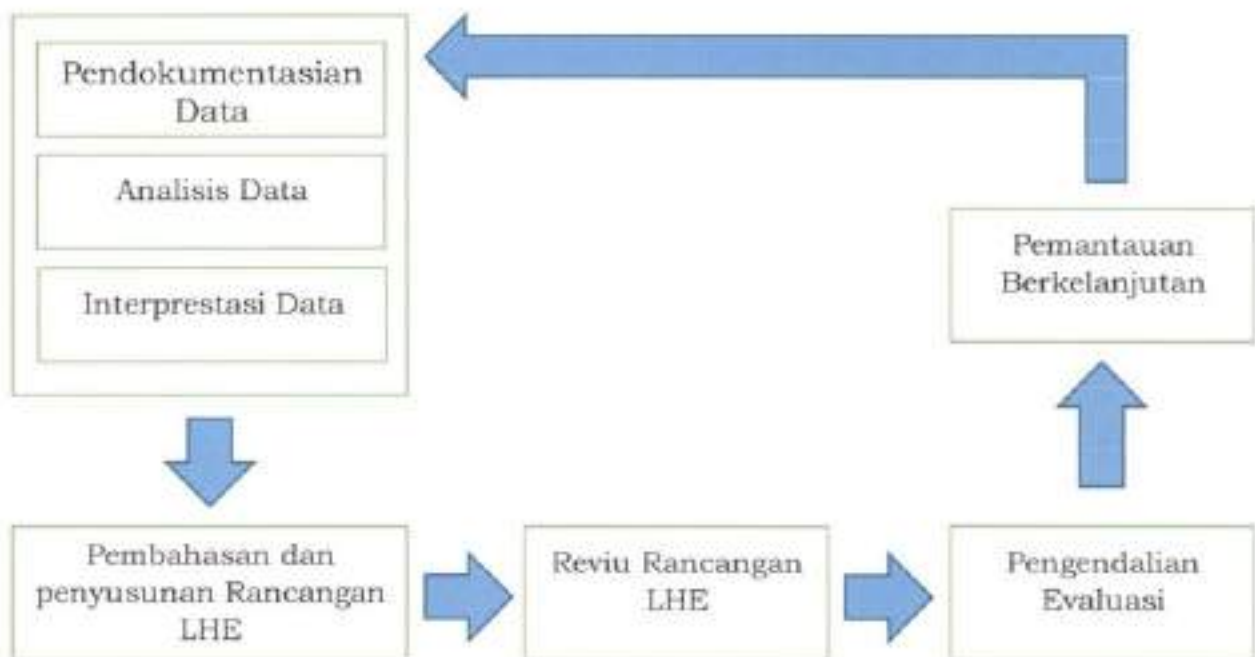 Pendokumentasian
Data
Analisis Data
Interprestasi Data
Pemantauan
Berkelanjutan
Pembahasan dan
penyusunan Rancangan
LHE
Reviu Rancangan
LHE
Pengendalian
Evaluasi